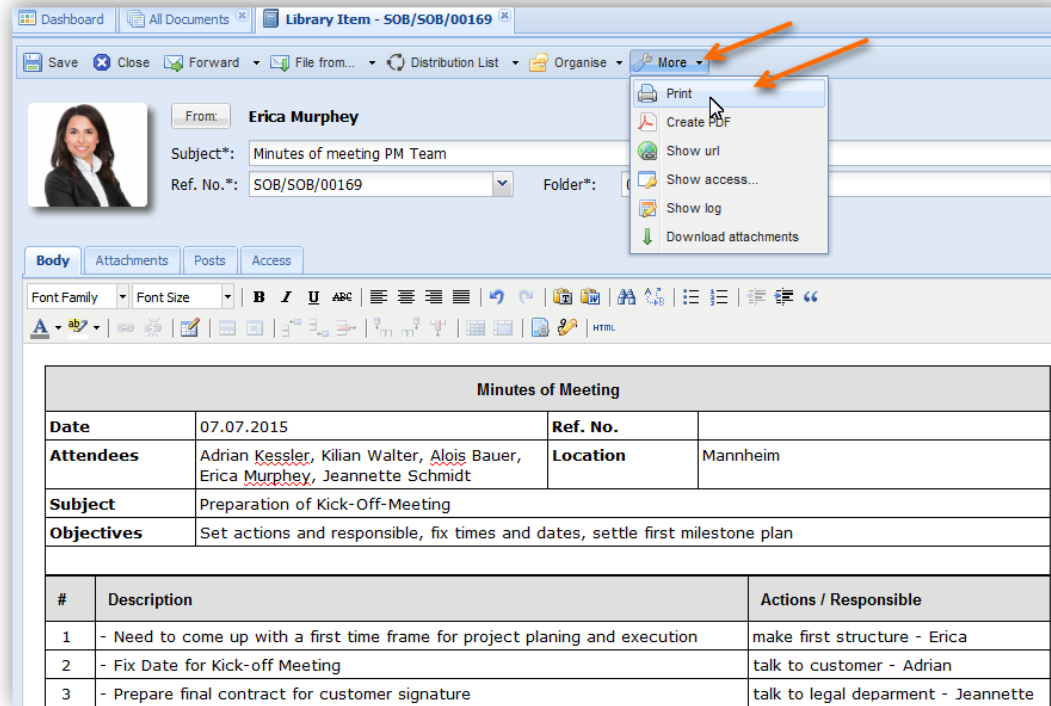 Dashboard All Documents Library Item - SOB/SOB/00169
Save Close Forward File from... Distribution List Organise More
Print
Create PDF
Show url
Show access...
Show log
Download attachments
From: Erica Murphey
Subject*: Minutes of meeting PM Team
Ref. No.*: SOB/SOB/00169 Folder*:
Body Attachments Posts Access
Font Family Font Size B I U ABC
A ab HTML
Minutes of Meeting
Date 07.07.2015 Ref. No.
Attendees Adrian Kessler, Kilian Walter, Alois Bauer, Location Mannheim
Erica Murphey, Jeannette Schmidt
Subject Preparation of Kick-Off-Meeting
Objectives Set actions and responsible, fix times and dates, settle first milestone plan
# Description Actions / Responsible
1 - Need to come up with a first time frame for project planing and execution make first structure - Erica
2 - Fix Date for Kick-off Meeting talk to customer - Adrian
3 - Prepare final contract for customer signature talk to legal deparment - Jeannette